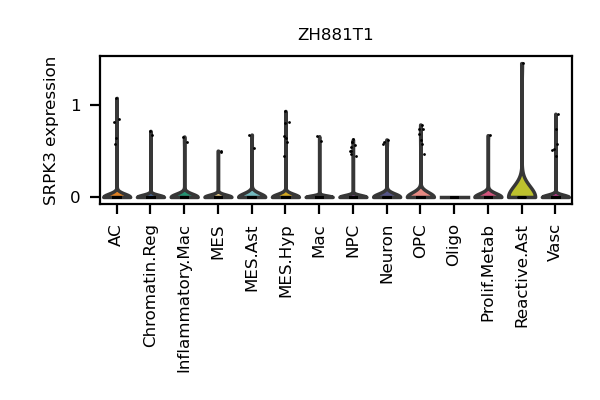 ZH881T1
SRPK3 expression
1
0
AC
Chromatin.Reg
Inflammatory.Mac
MES
MES.Ast
MES.Hyp
Mac
NPC
Neuron
OPC
Oligo
Prolif.Metab
Reactive.Ast
Vasc